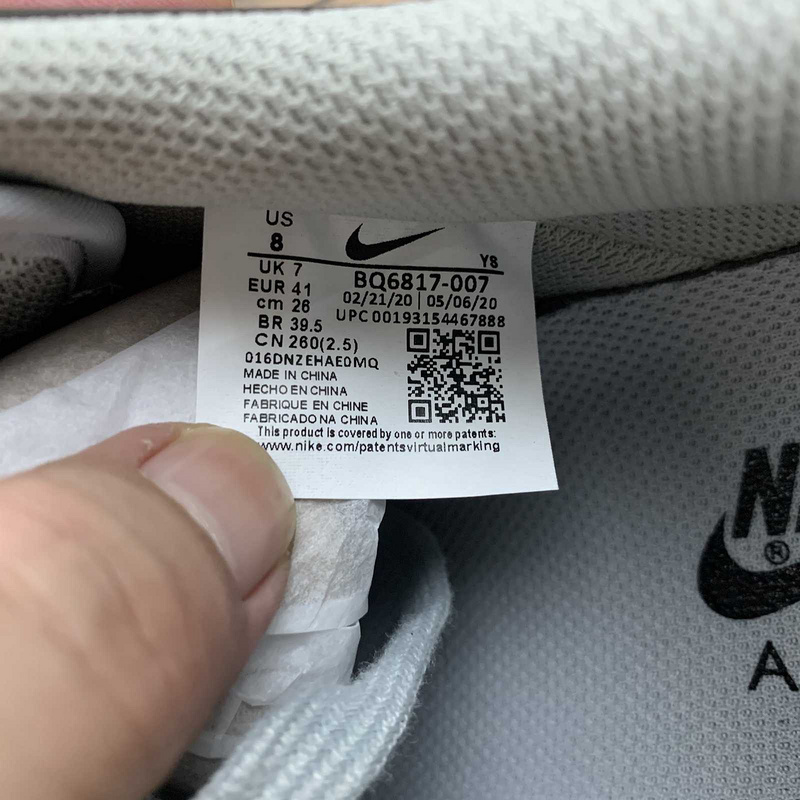 US
8
Y8
UK 7
BQ6817-007
EUR 41
02/21/20 | 05/06/20
cm 26
UPC 00193154467888
BR 39.5
CN 260(2.5)
016DNZEHAE0MQ
MADE IN CHINA
HECHO EN CHINA
FABRIQUE EN CHINE
FABRICADO NA CHINA
This product is covered by one or more patents:
www.nike.com/patentsvirtualmarking
®